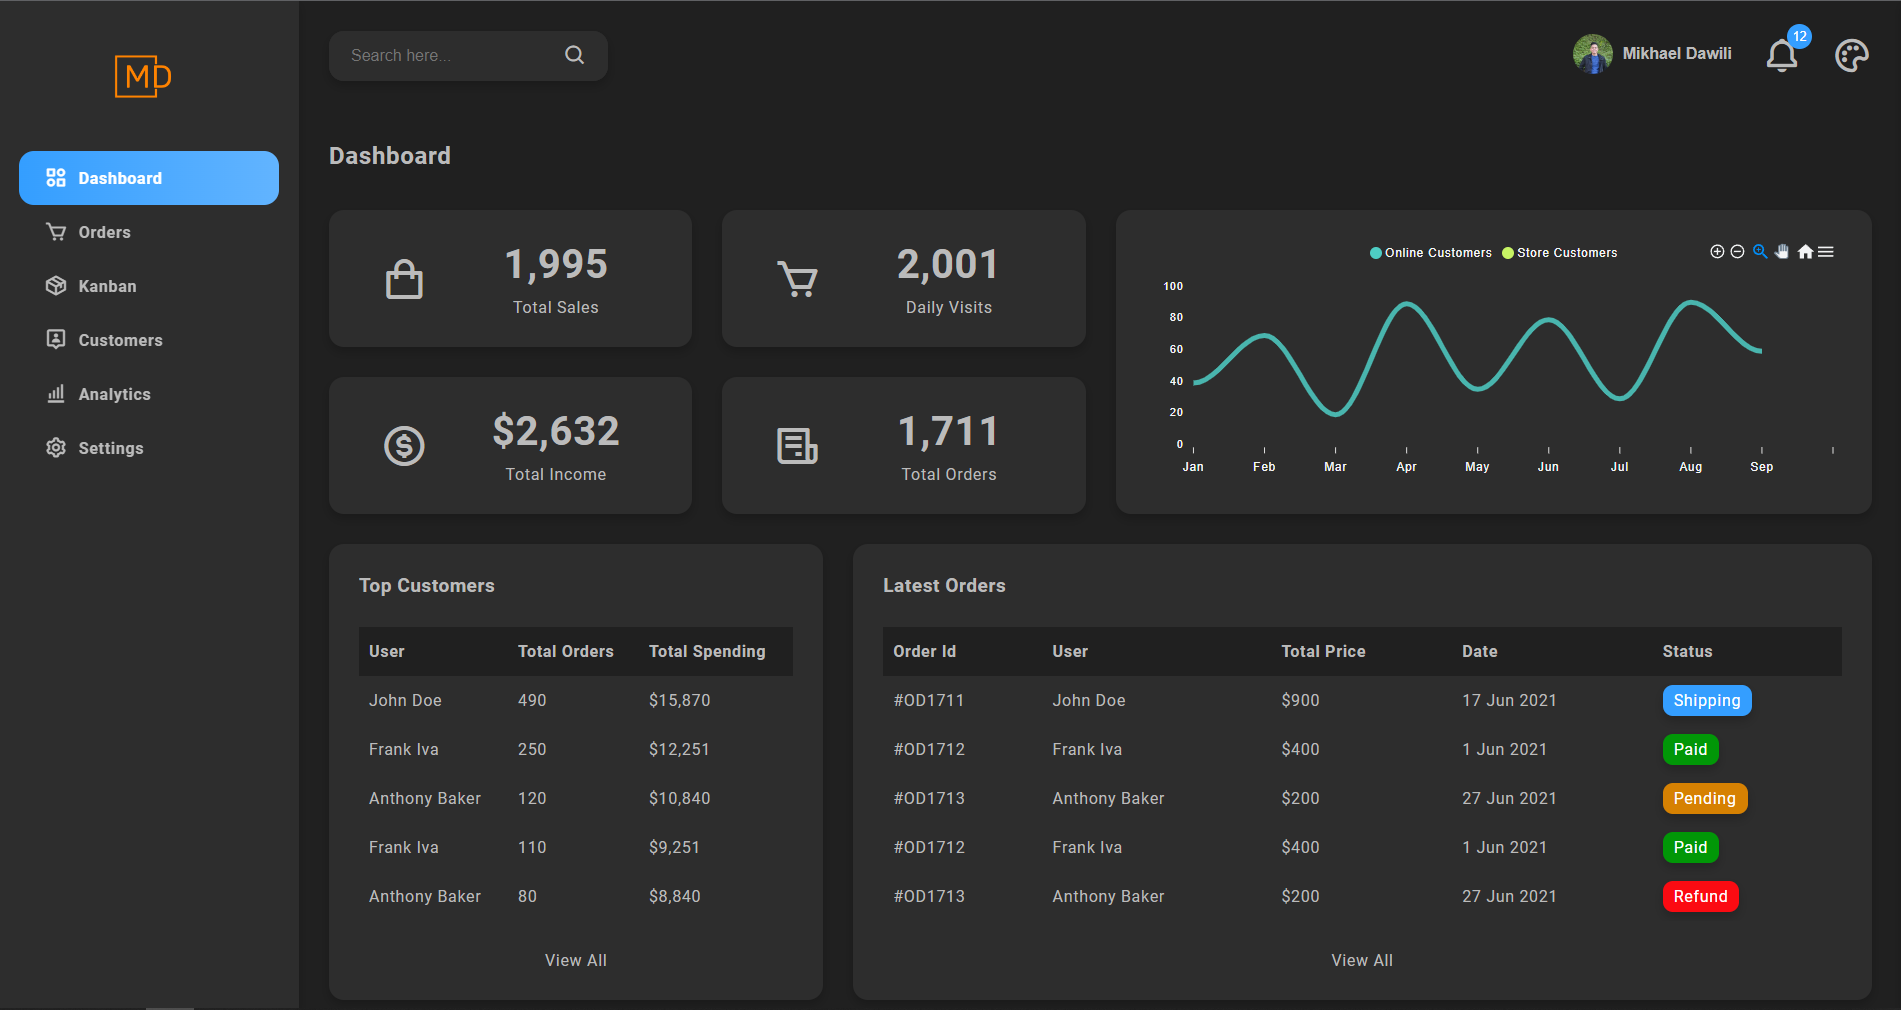 MD
Search here...
12
Mikhael Dawili
Dashboard
Orders
Kanban
Customers
Analytics
Settings
Dashboard
1,995
Total Sales
2,001
Daily Visits
$2,632
Total Income
1,711
Total Orders
Online Customers Store Customers
100
80
60
40
20
0
Jan Feb Mar Apr May Jun Jul Aug Sep
Top Customers
User Total Orders Total Spending
John Doe 490 $15,870
Frank Iva 250 $12,251
Anthony Baker 120 $10,840
Frank Iva 110 $9,251
Anthony Baker 80 $8,840
View All
Latest Orders
Order Id User Total Price Date Status
#OD1711 John Doe $900 17 Jun 2021 Shipping
#OD1712 Frank Iva $400 1 Jun 2021 Paid
#OD1713 Anthony Baker $200 27 Jun 2021 Pending
#OD1712 Frank Iva $400 1 Jun 2021 Paid
#OD1713 Anthony Baker $200 27 Jun 2021 Refund
View All